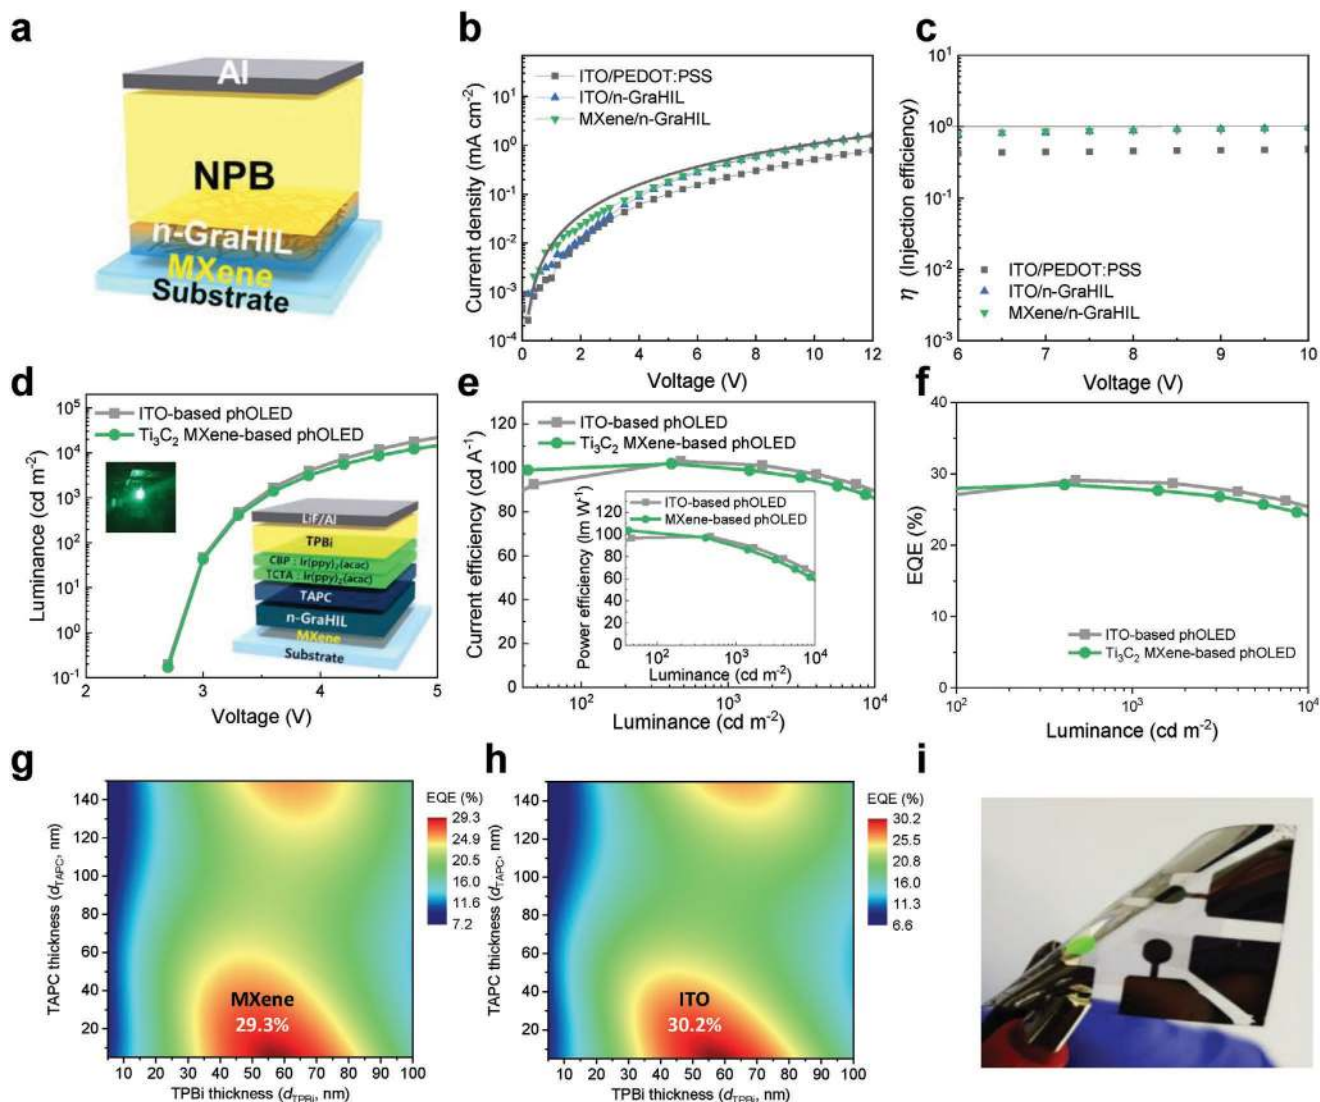 a
Al
NPB
n-GraHIL
MXene
Substrate
b
Current density (mA cm⁻²)
10¹
10⁰
10⁻¹
10⁻²
10⁻³
10⁻⁴
ITO/PEDOT:PSS
ITO/n-GraHIL
MXene/n-GraHIL
0 2 4 6 8 10 12
Voltage (V)
c
η (Injection efficiency)
10¹
10⁰
10⁻¹
10⁻²
10⁻³
ITO/PEDOT:PSS
ITO/n-GraHIL
MXene/n-GraHIL
6 7 8 9 10
Voltage (V)
d
Luminance (cd m⁻²)
10⁵
10⁴
10³
10²
10¹
10⁰
10⁻¹
ITO-based phOLED
Ti₃C₂ MXene-based phOLED
LiF/Al
TPBi
CBP : Ir(ppy)₂(acac)
TCTA : Ir(ppy)₂(acac)
TAPC
n-GraHIL
MXene
Substrate
2 3 4 5
Voltage (V)
e
Current efficiency (cd A⁻¹)
120
100
80
60
40
20
0
ITO-based phOLED
Ti₃C₂ MXene-based phOLED
Power efficiency (lm W⁻¹)
120
100
80
60
40
20
0
ITO-based phOLED
MXene-based phOLED
10² 10³ 10⁴
Luminance (cd m⁻²)
10² 10³ 10⁴
Luminance (cd m⁻²)
f
EQE (%)
40
30
20
10
0
ITO-based phOLED
Ti₃C₂ MXene-based phOLED
10² 10³ 10⁴
Luminance (cd m⁻²)
g
TAPC thickness (d_TAPC, nm)
140
120
100
80
60
40
20
MXene
29.3%
10 20 30 40 50 60 70 80 90 100
TPBi thickness (d_TPBi, nm)
EQE (%)
29.3
24.9
20.5
16.0
11.6
7.2
h
TAPC thickness (d_TAPC, nm)
140
120
100
80
60
40
20
ITO
30.2%
10 20 30 40 50 60 70 80 90 100
TPBi thickness (d_TPBi, nm)
EQE (%)
30.2
25.5
20.8
16.0
11.3
6.6
i